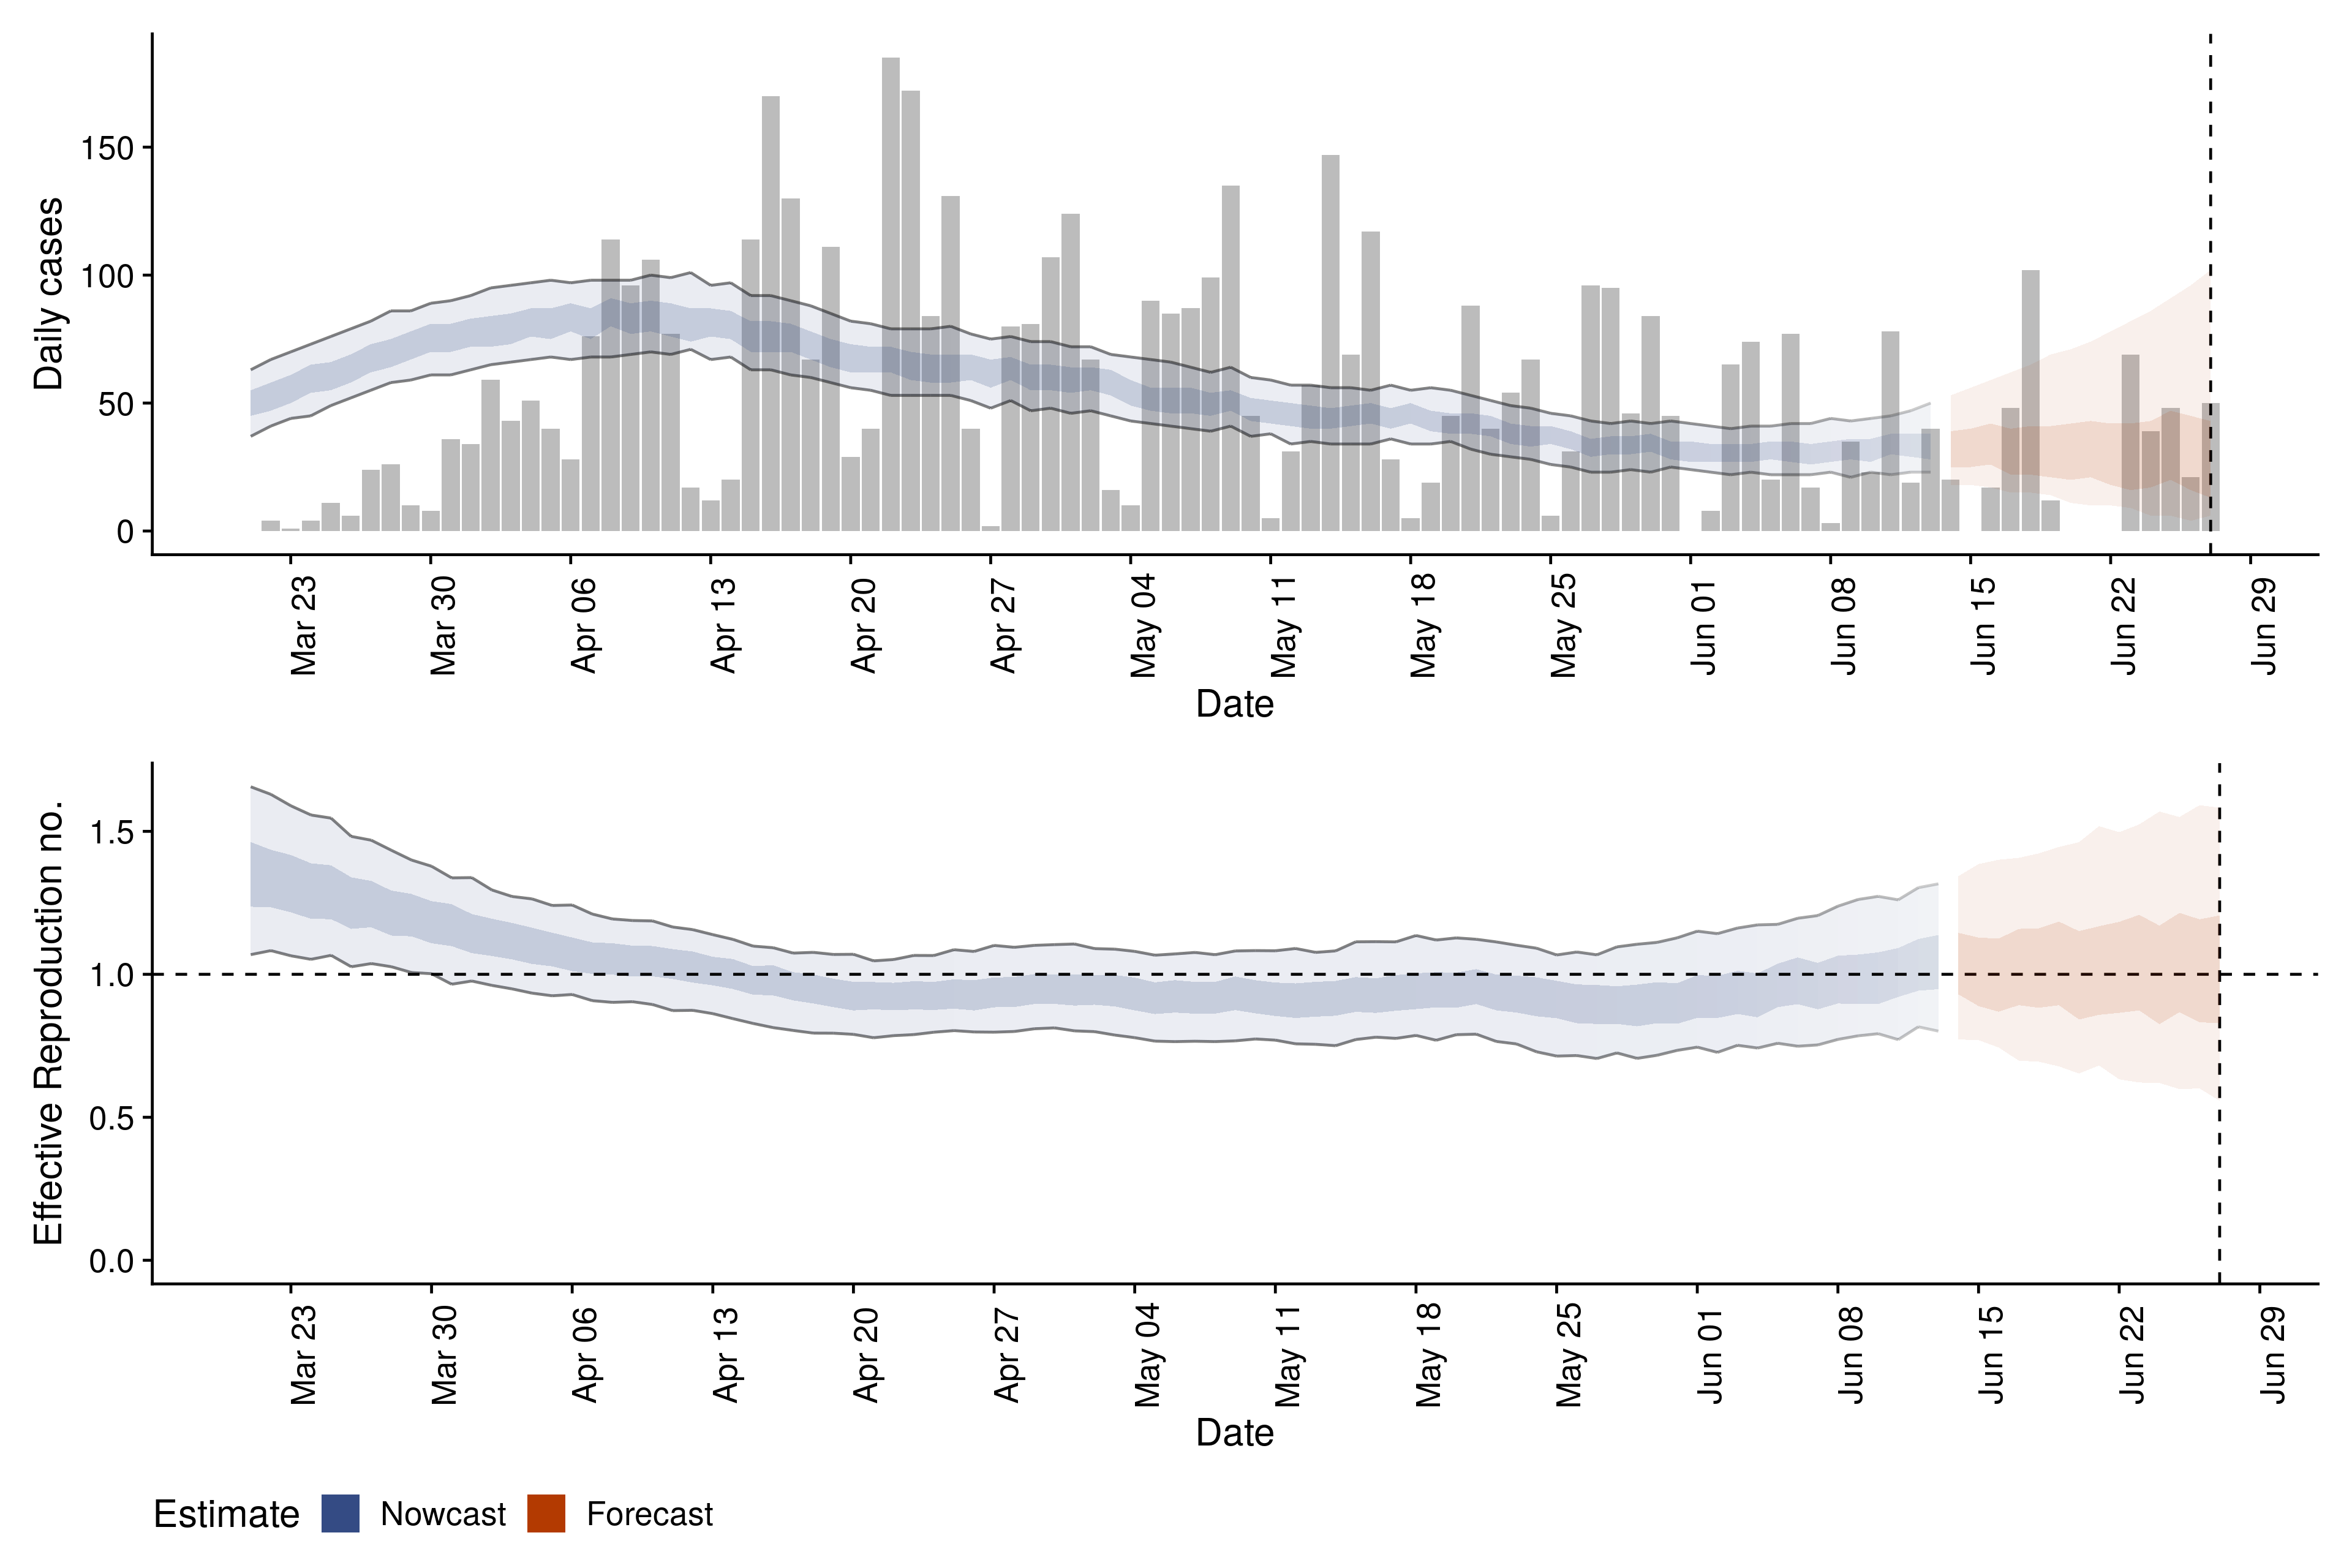 Daily cases
150
100
50
0
Mar 23
Mar 30
Apr 06
Apr 13
Apr 20
Apr 27
May 04
May 11
May 18
May 25
Jun 01
Jun 08
Jun 15
Jun 22
Jun 29
Date
Effective Reproduction no.
1.5
1.0
0.5
0.0
Mar 23
Mar 30
Apr 06
Apr 13
Apr 20
Apr 27
May 04
May 11
May 18
May 25
Jun 01
Jun 08
Jun 15
Jun 22
Jun 29
Date
Estimate Nowcast Forecast